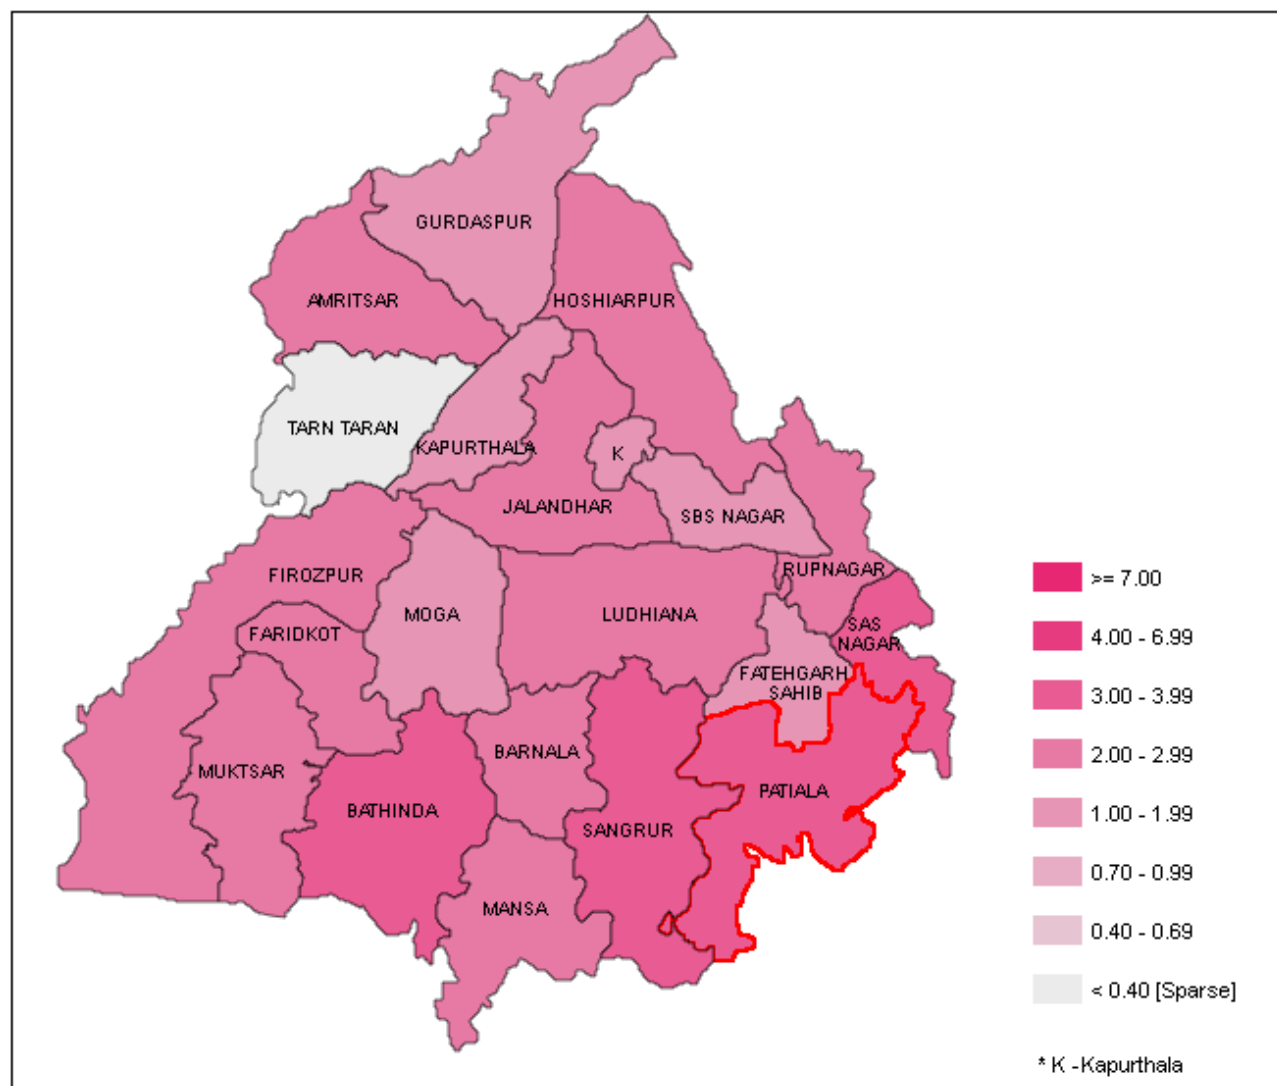 GURDASPUR
AMRITSAR
HOSHIARPUR
TARN TARAN
KAPURTHALA
K
JALANDHAR
SBS NAGAR
FIROZPUR
RUPNAGAR
MOGA
LUDHIANA
FARIDKOT
SAS
NAGAR
FATEHGARH
SAHIB
MUKTSAR
BARNALA
BATHINDA
PATIALA
SANGRUR
MANSA
>= 7.00
4.00 - 6.99
3.00 - 3.99
2.00 - 2.99
1.00 - 1.99
0.70 - 0.99
0.40 - 0.69
< 0.40 [Sparse]
* K -Kapurthala